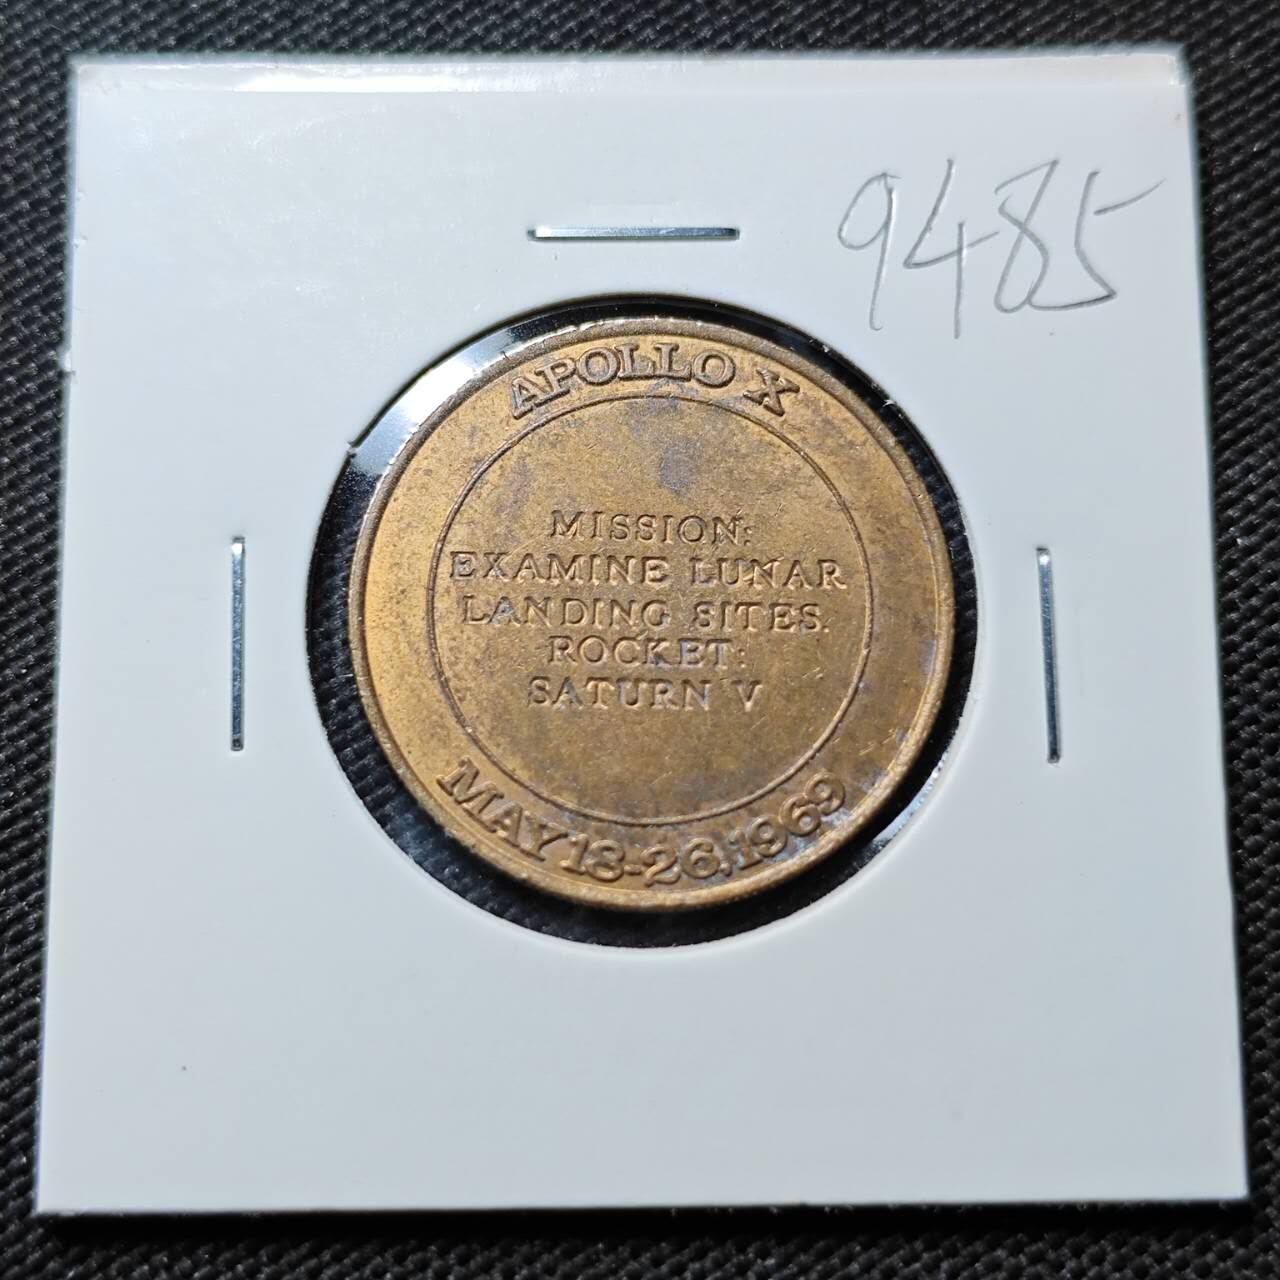 9485
APOLLO X
MISSION:
EXAMINE LUNAR
LANDING SITES.
ROCKET:
SATURN V
MAY 18-26, 1969